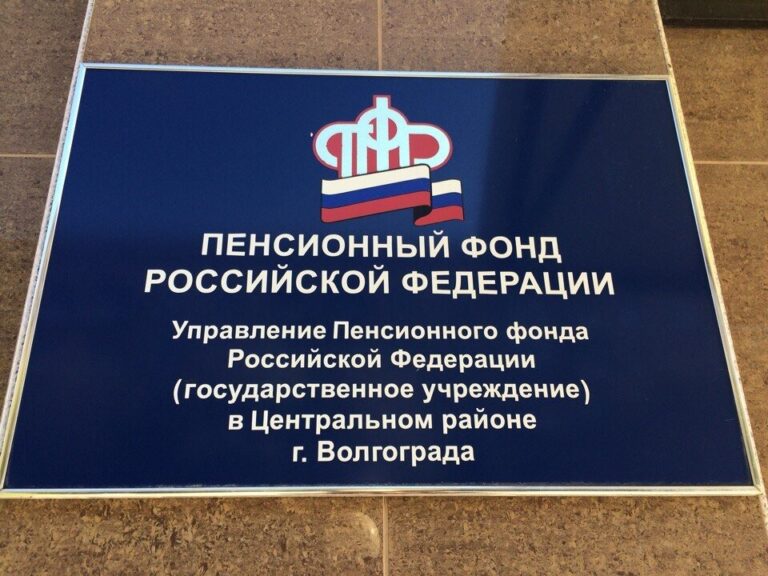 ПФР
ПЕНСИОННЫЙ ФОНД
РОССИЙСКОЙ ФЕДЕРАЦИИ
Управление Пенсионного фонда
Российской Федерации
(государственное учреждение)
в Центральном районе
г. Волгограда